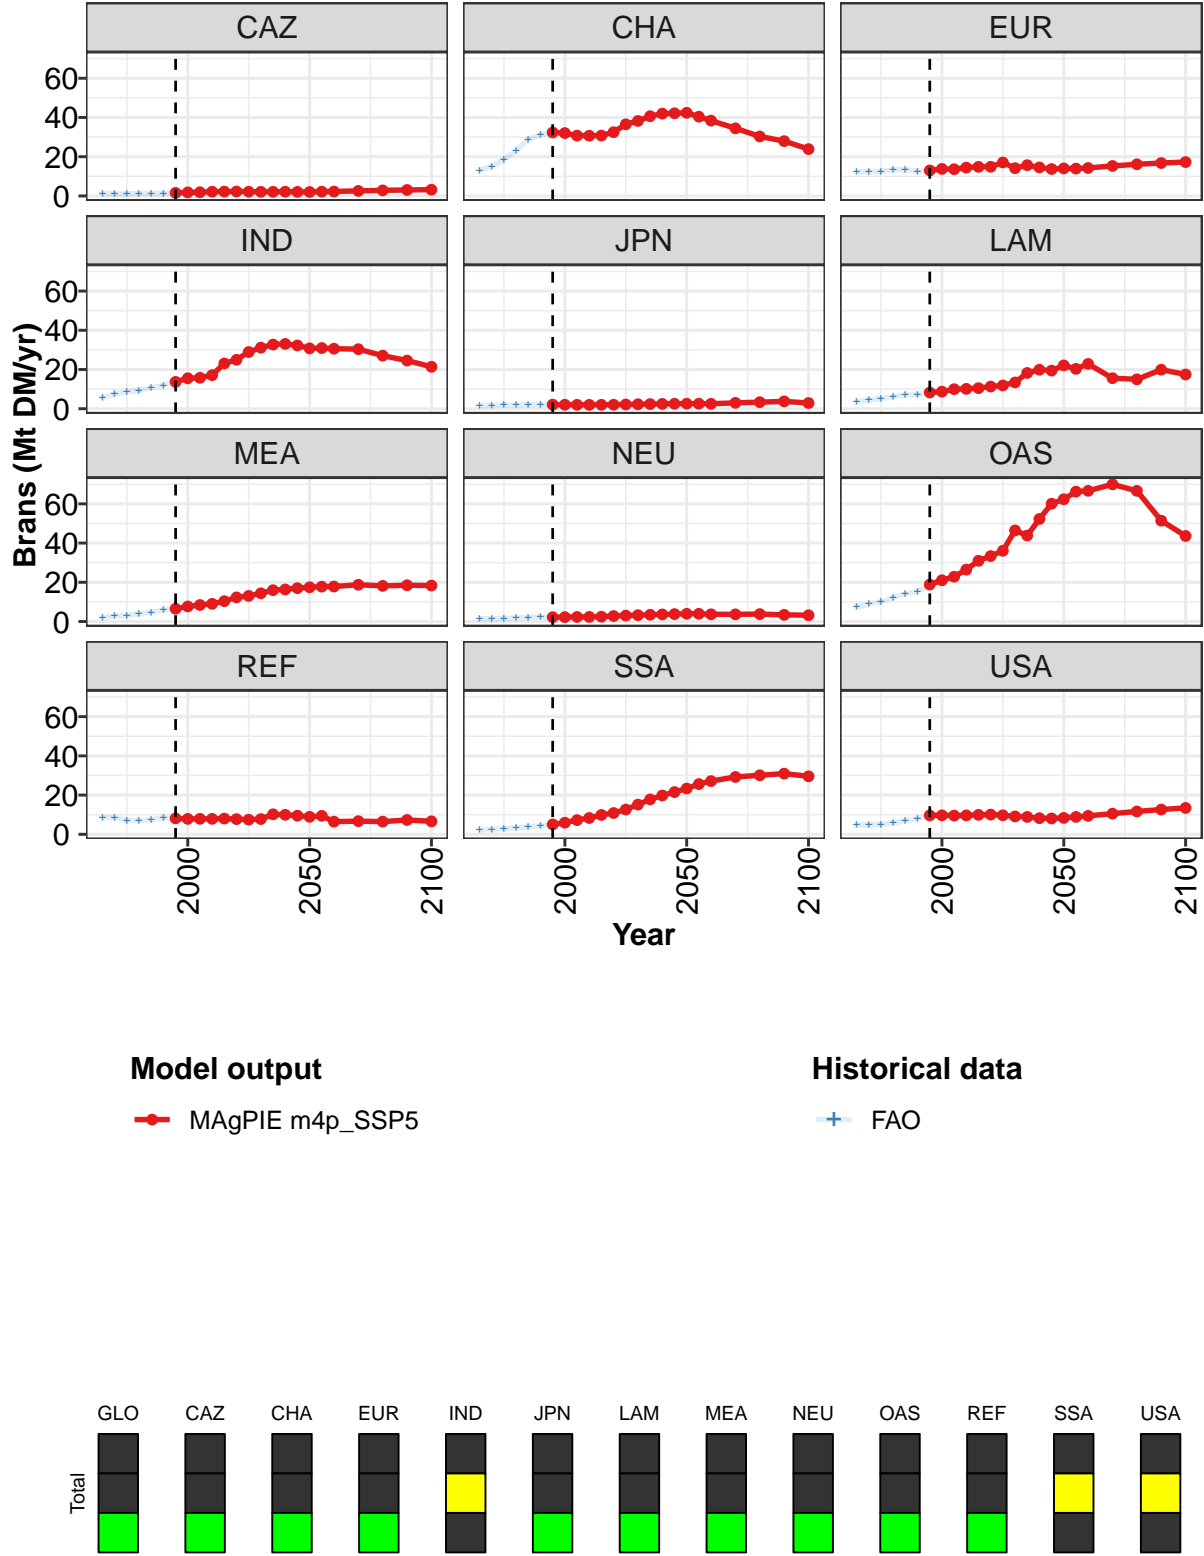 CAZ CHA EUR
60
40
20
0
IND JPN LAM
60
40
20
0
MEA NEU OAS
60
40
20
0
REF SSA USA
60
40
20
0
2000 2050 2100 2000 2050 2100 2000 2050 2100
Year
Brans (Mt DM/yr)
Model output Historical data
MAgPIE m4p_SSP5 FAO
GLO CAZ CHA EUR IND JPN LAM MEA NEU OAS REF SSA USA
Total